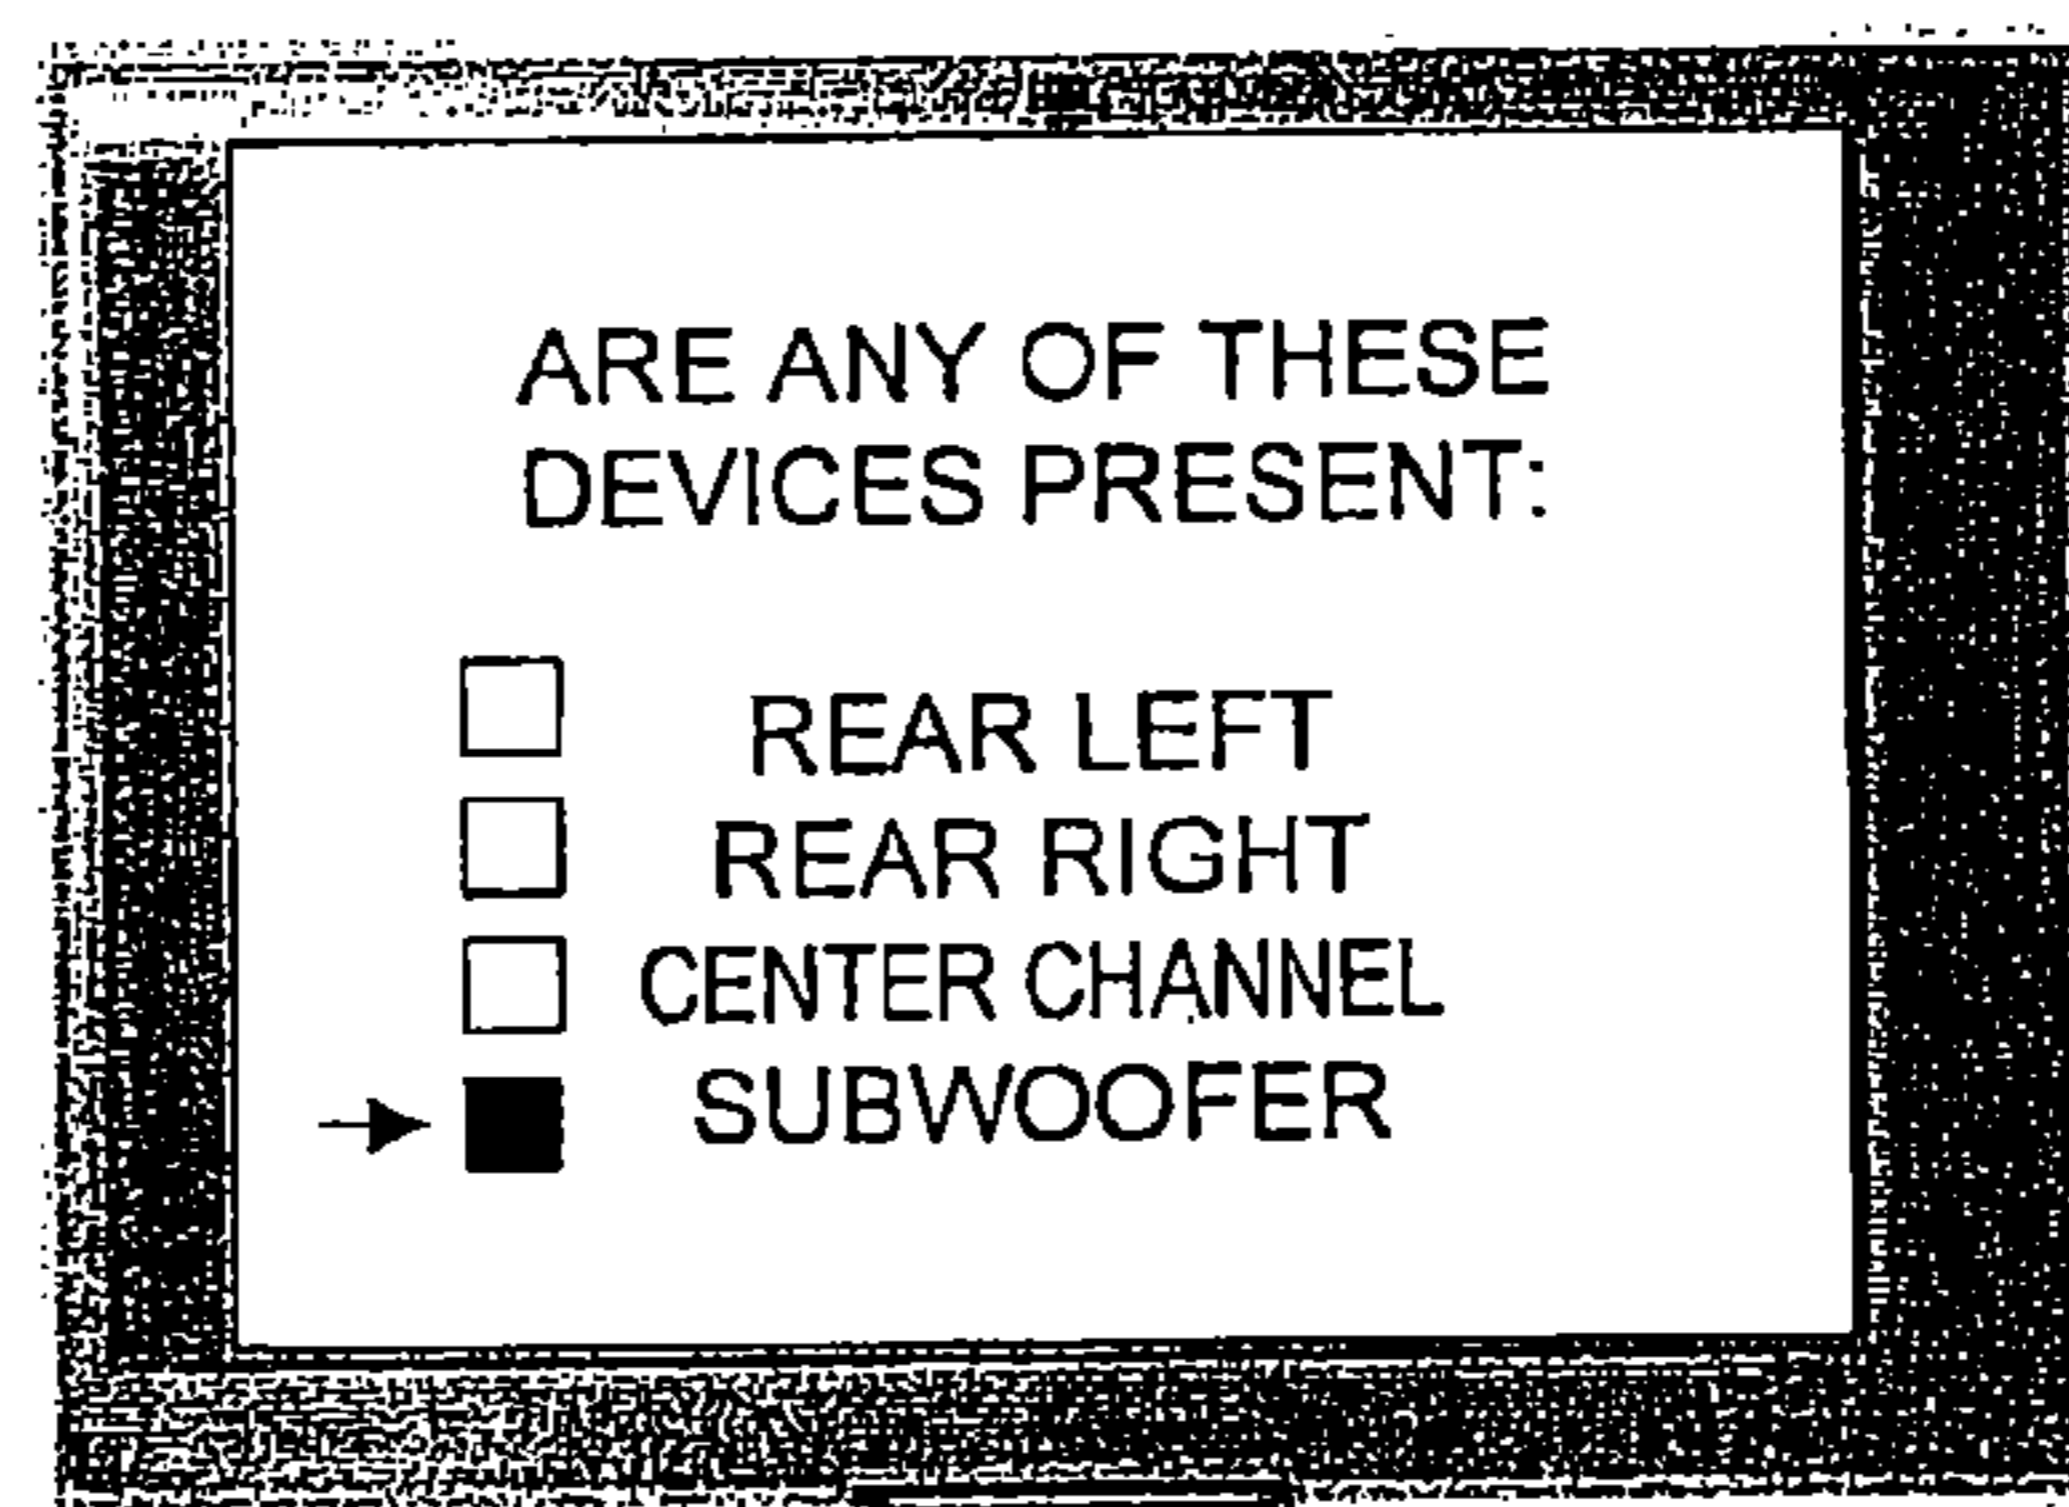 ARE ANY OF THESE
DEVICES PRESENT:
REAR LEFT
REAR RIGHT
CENTER CHANNEL
SUBWOOFER